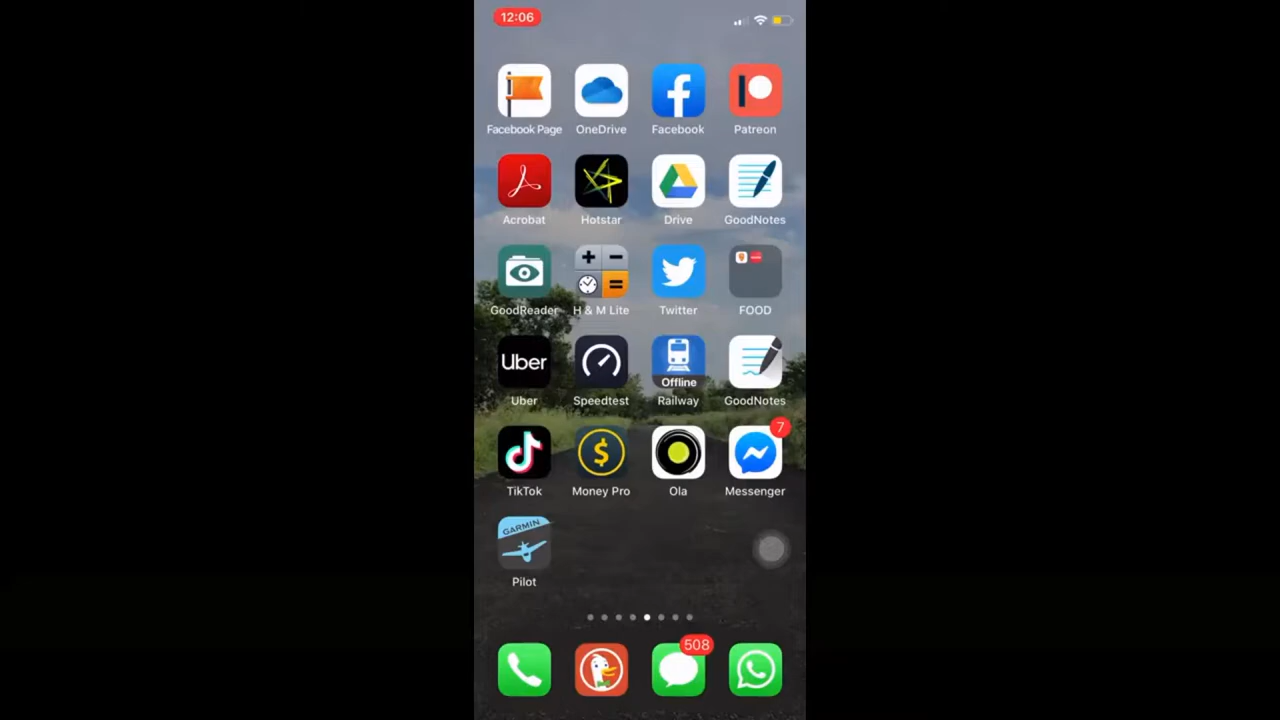 12:06
Facebook Page OneDrive Facebook Patreon
Acrobat Hotstar Drive GoodNotes
GoodReader H & M Lite Twitter FOOD
Uber
Offline
Uber Speedtest Railway GoodNotes
7
TikTok Money Pro Ola Messenger
GARMIN
Pilot
508